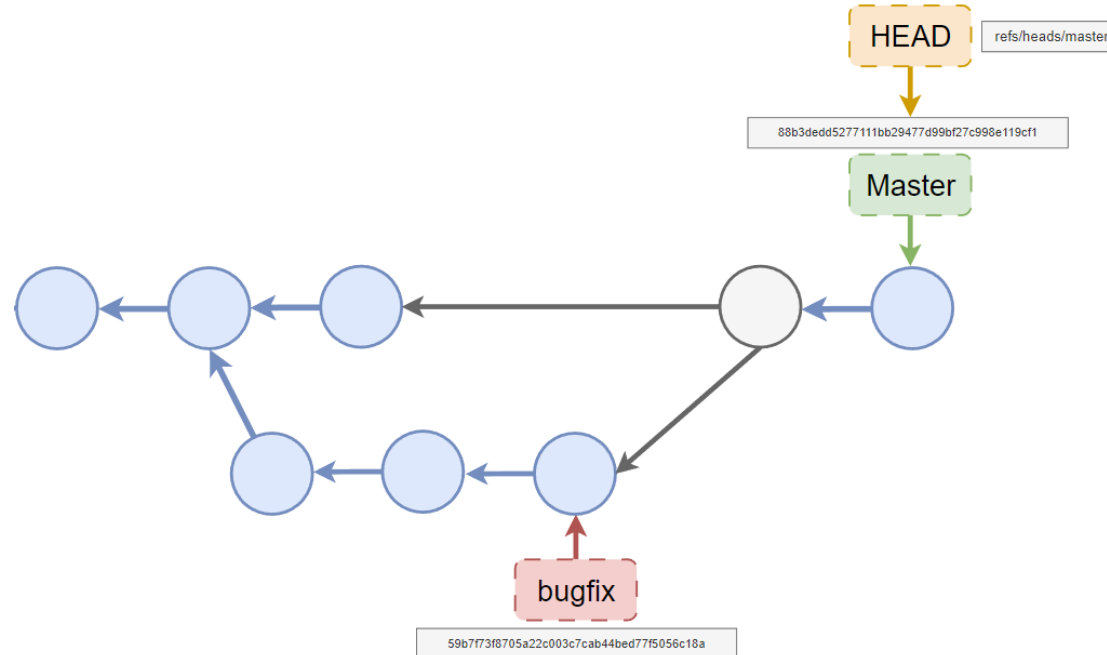 HEAD
refs/heads/master
88b3dedd5277111bb29477d99bf27c998e119cf1
Master
bugfix
59b7f73f8705a22c003c7cab44bed77f5056c18a